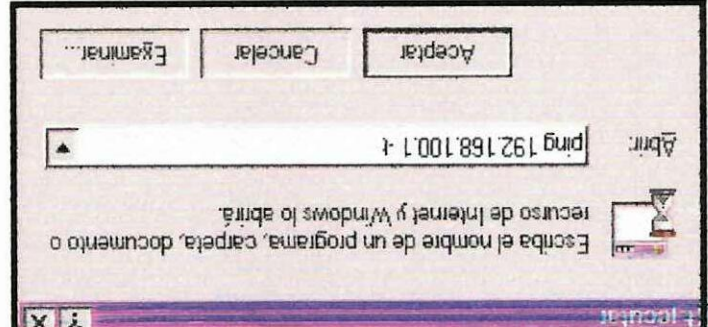 Ejecutar
Escriba el nombre de un programa, carpeta, documento o
recurso de Internet y Windows lo abrirá.
Abrir:
ping 192.168.100.1 -t
Aceptar
Cancelar
Examinar...